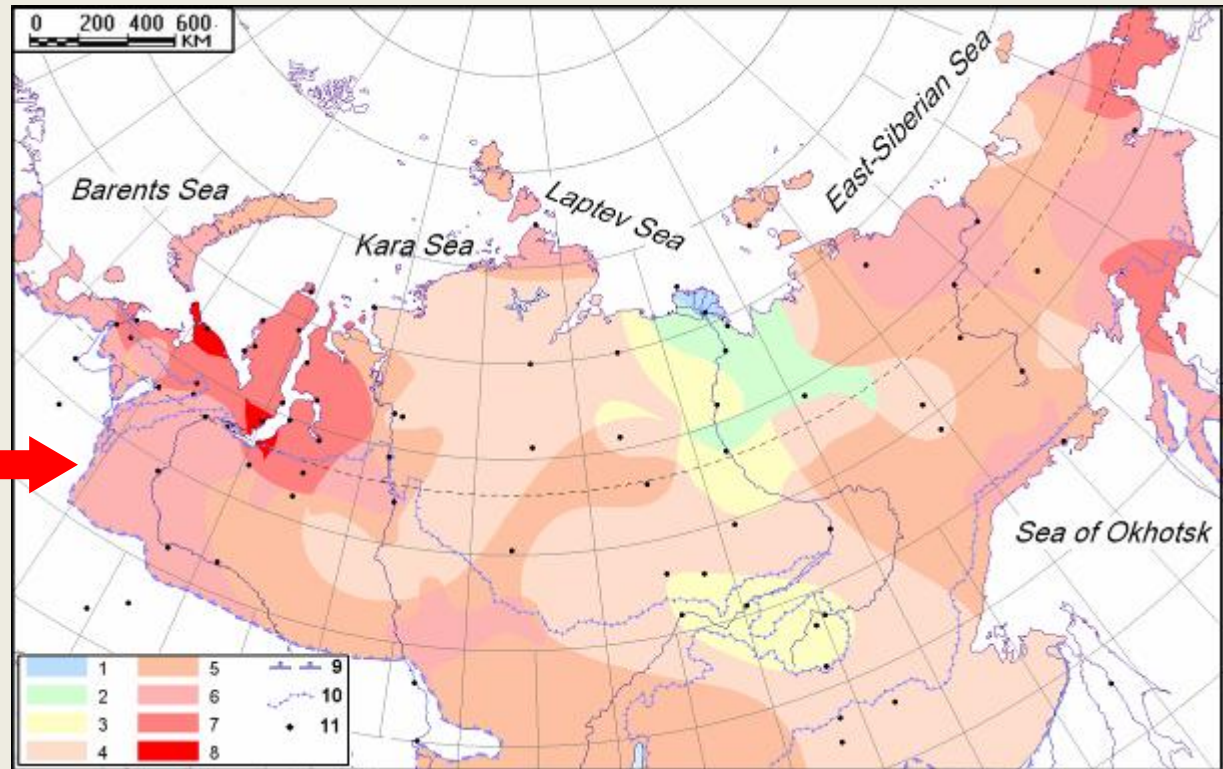 0 200 400 600
KM
Barents Sea
Kara Sea
Laptev Sea
East-Siberian Sea
Sea of Okhotsk
1 5 9
2 6 10
3 7 11
4 8